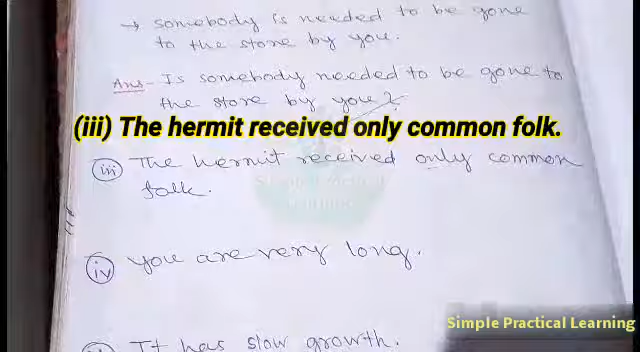 → somebody is needed to be gone
to the store by you.
Ans - Is somebody needed to be gone to
the store by you?
(iii) The hermit received only common folk.
(iii) The hermit received only common
folk.
(iv) you are very long.
It has slow growth.
Simple Practical Learning